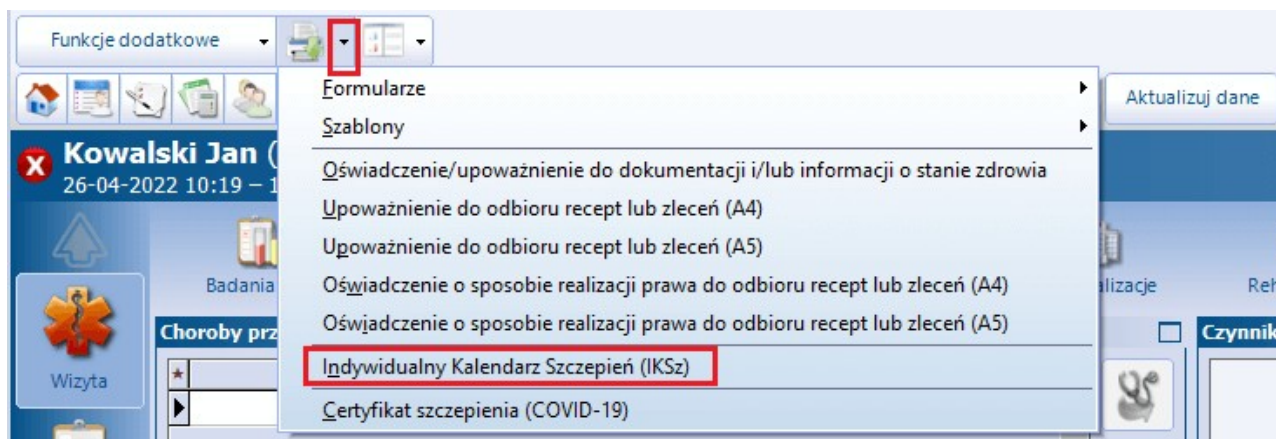 Funkcje dodatkowe
Formularze
Szablony
Oświadczenie/upoważnienie do dokumentacji i/lub informacji o stanie zdrowia
Upoważnienie do odbioru recept lub zleceń (A4)
Upoważnienie do odbioru recept lub zleceń (A5)
Oświadczenie o sposobie realizacji prawa do odbioru recept lub zleceń (A4)
Oświadczenie o sposobie realizacji prawa do odbioru recept lub zleceń (A5)
Indywidualny Kalendarz Szczepień (IKSz)
Certyfikat szczepienia (COVID-19)
Aktualizuj dane
Kowalski Jan (
26-04-2022 10:19 – 1
Badania
alizacje
Reh
Choroby prz
Czynnik
Wizyta